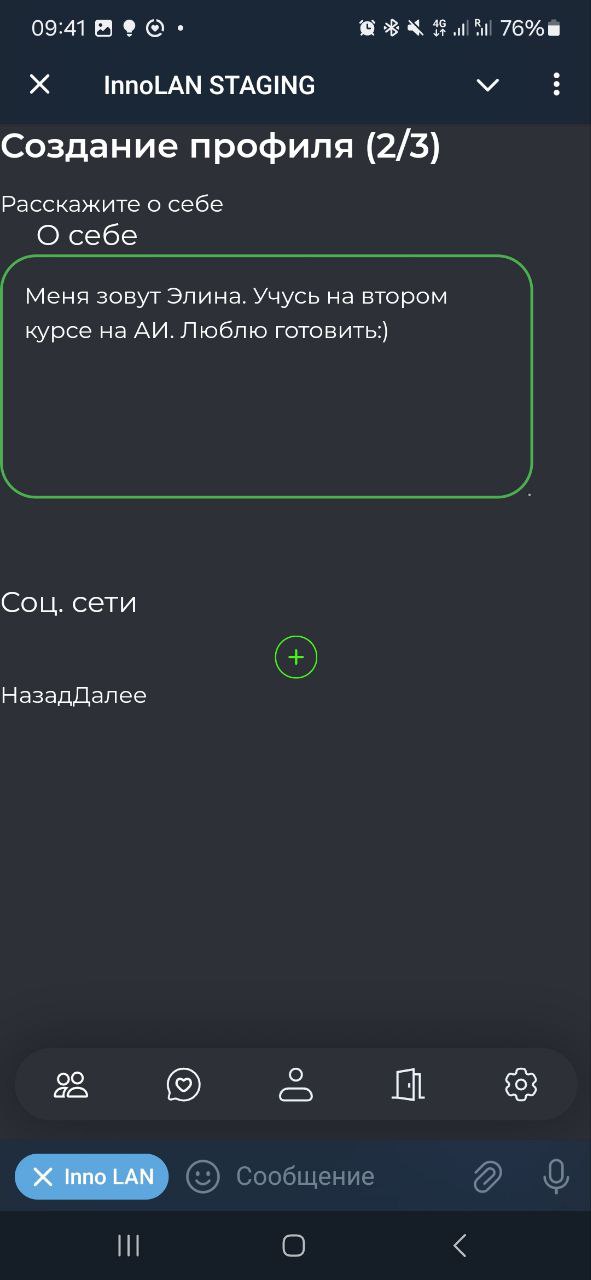 09:41 4G R 76%
InnoLAN STAGING
Создание профиля (2/3)
Расскажите о себе
О себе
Меня зовут Элина. Учусь на втором
курсе на АИ. Люблю готовить:)
Соц. сети
+
НазадДалее
Inno LAN Сообщение